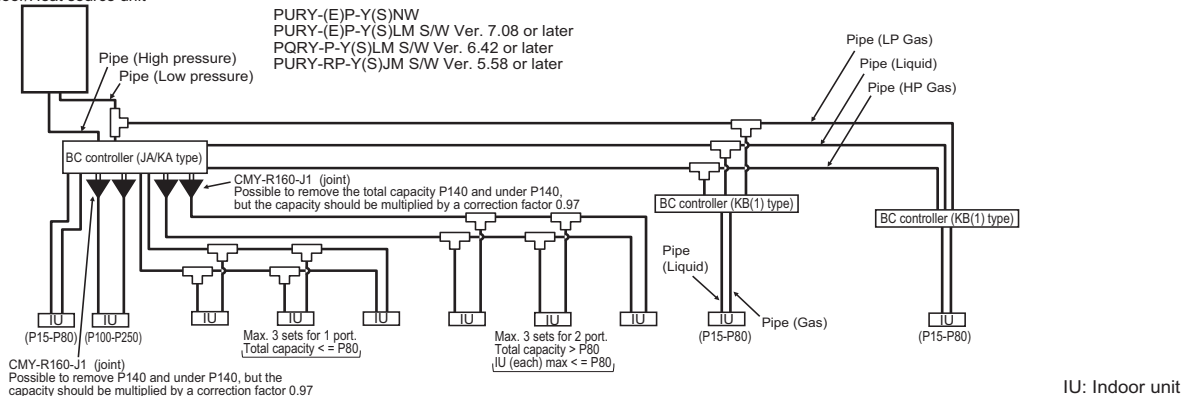 PURY-(E)P-Y(S)NW
PURY-(E)P-Y(S)LM S/W Ver. 7.08 or later
PQRY-P-Y(S)LM S/W Ver. 6.42 or later
PURY-RP-Y(S)JM S/W Ver. 5.58 or later
Pipe (High pressure)
Pipe (Low pressure)
Pipe (LP Gas)
Pipe (Liquid)
Pipe (HP Gas)
BC controller (JA/KA type)
CMY-R160-J1 (joint)
Possible to remove the total capacity P140 and under P140,
but the capacity should be multiplied by a correction factor 0.97
BC controller (KB(1) type)
BC controller (KB(1) type)
Pipe
(Liquid)
Pipe (Gas)
IU
(P15-P80)
IU
(P100-P250)
IU
IU
IU
Max. 3 sets for 1 port.
Total capacity < = P80
IU
IU
IU
Max. 3 sets for 2 port.
Total capacity > P80
IU (each) max < = P80
IU
(P15-P80)
IU
(P15-P80)
CMY-R160-J1 (joint)
Possible to remove P140 and under P140, but the
capacity should be multiplied by a correction factor 0.97
IU: Indoor unit